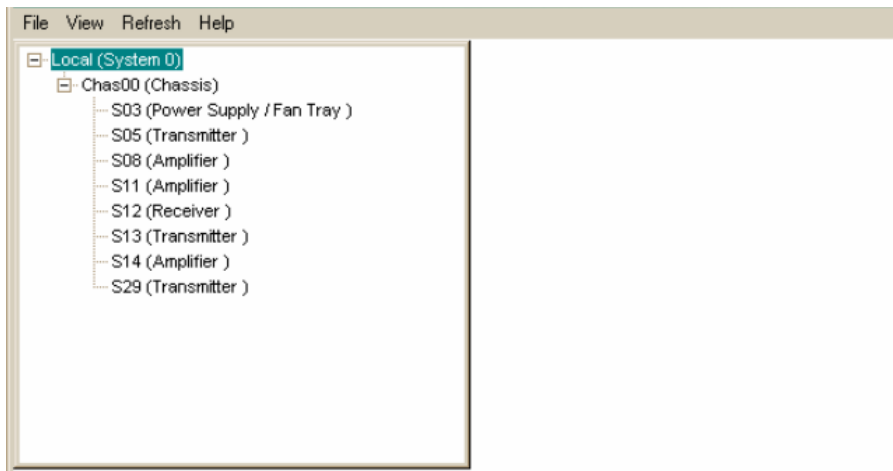 File View Refresh Help
Local (System 0)
Chas00 (Chassis)
S03 (Power Supply / Fan Tray )
S05 (Transmitter )
S08 (Amplifier )
S11 (Amplifier )
S12 (Receiver )
S13 (Transmitter )
S14 (Amplifier )
S29 (Transmitter )